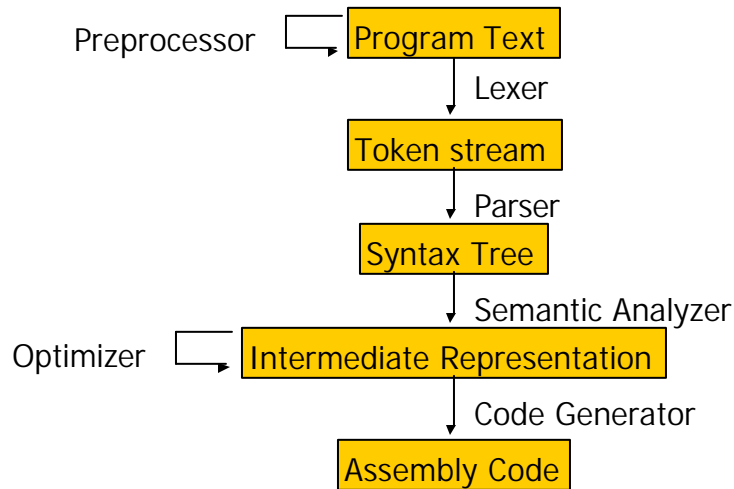 Preprocessor
Program Text
Lexer
Token stream
Parser
Syntax Tree
Semantic Analyzer
Optimizer
Intermediate Representation
Code Generator
Assembly Code